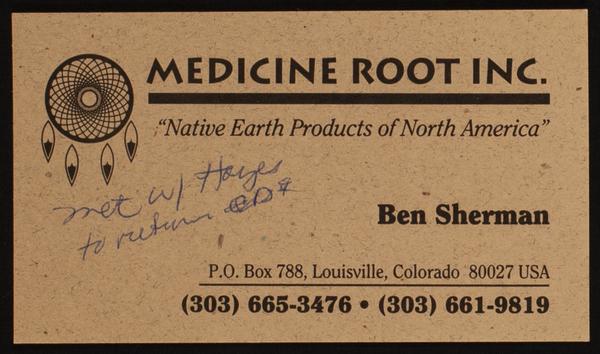 MEDICINE ROOT INC.
"Native Earth Products of North America"
met w/ Hayes
to return
Ben Sherman
P.O. Box 788, Louisville, Colorado 80027 USA
(303) 665-3476 • (303) 661-9819